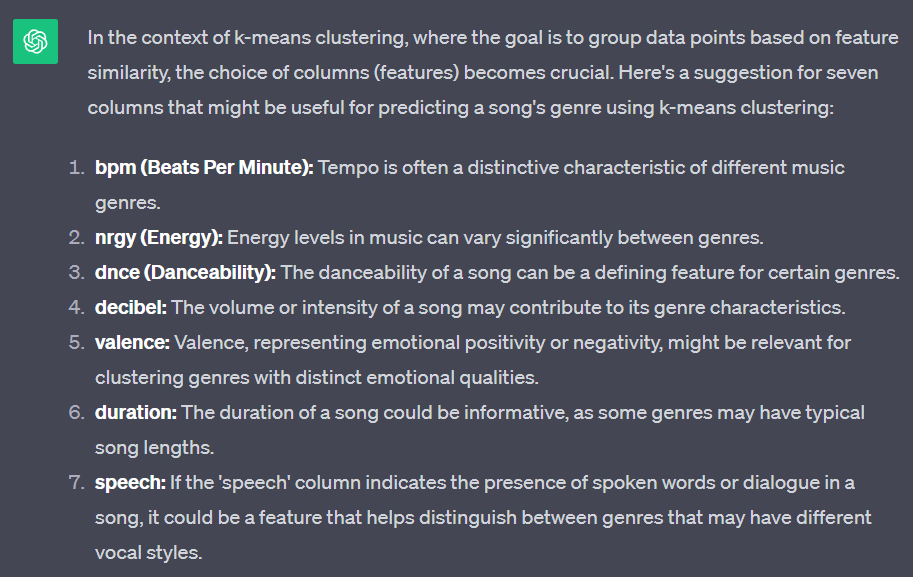 In the context of k-means clustering, where the goal is to group data points based on feature
similarity, the choice of columns (features) becomes crucial. Here's a suggestion for seven
columns that might be useful for predicting a song's genre using k-means clustering:
1. bpm (Beats Per Minute): Tempo is often a distinctive characteristic of different music
genres.
2. nrgy (Energy): Energy levels in music can vary significantly between genres.
3. dnce (Danceability): The danceability of a song can be a defining feature for certain genres.
4. decibel: The volume or intensity of a song may contribute to its genre characteristics.
5. valence: Valence, representing emotional positivity or negativity, might be relevant for
clustering genres with distinct emotional qualities.
6. duration: The duration of a song could be informative, as some genres may have typical
song lengths.
7. speech: If the 'speech' column indicates the presence of spoken words or dialogue in a
song, it could be a feature that helps distinguish between genres that may have different
vocal styles.